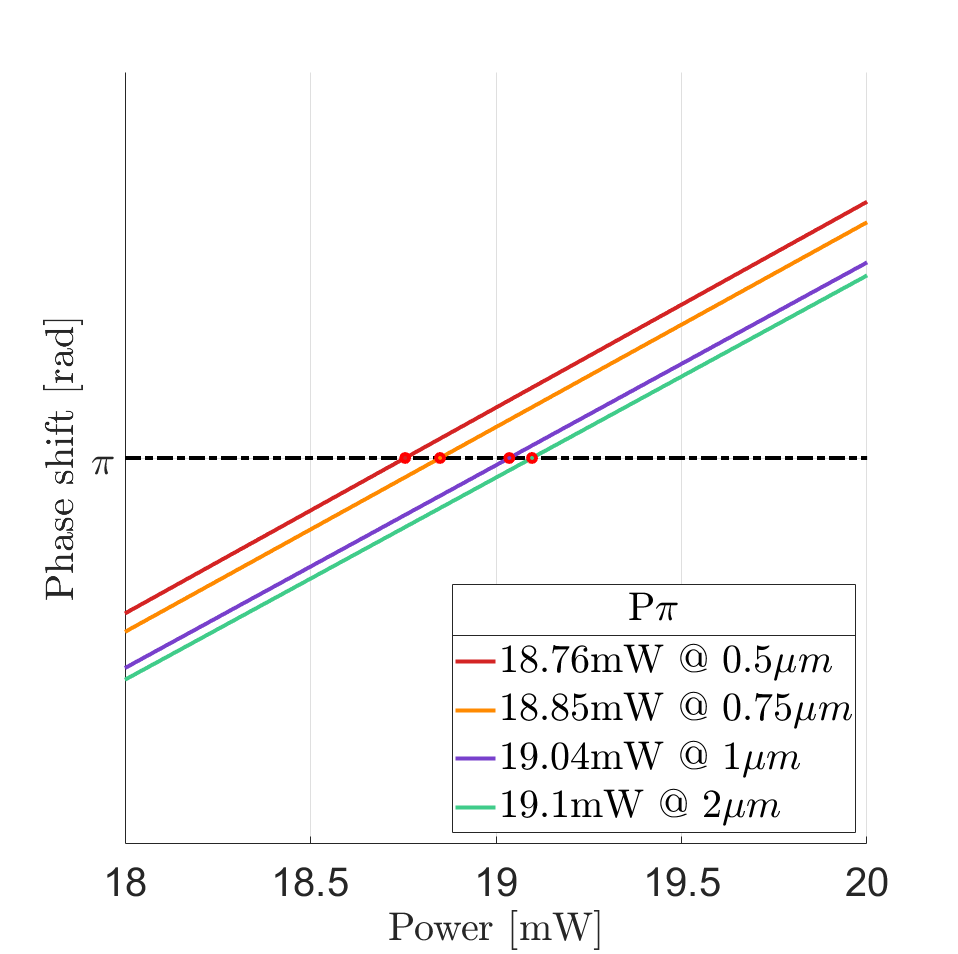 Phase shift [rad]
π
Pπ
18.76mW @ 0.5μm
18.85mW @ 0.75μm
19.04mW @ 1μm
19.1mW @ 2μm
18 18.5 19 19.5 20
Power [mW]